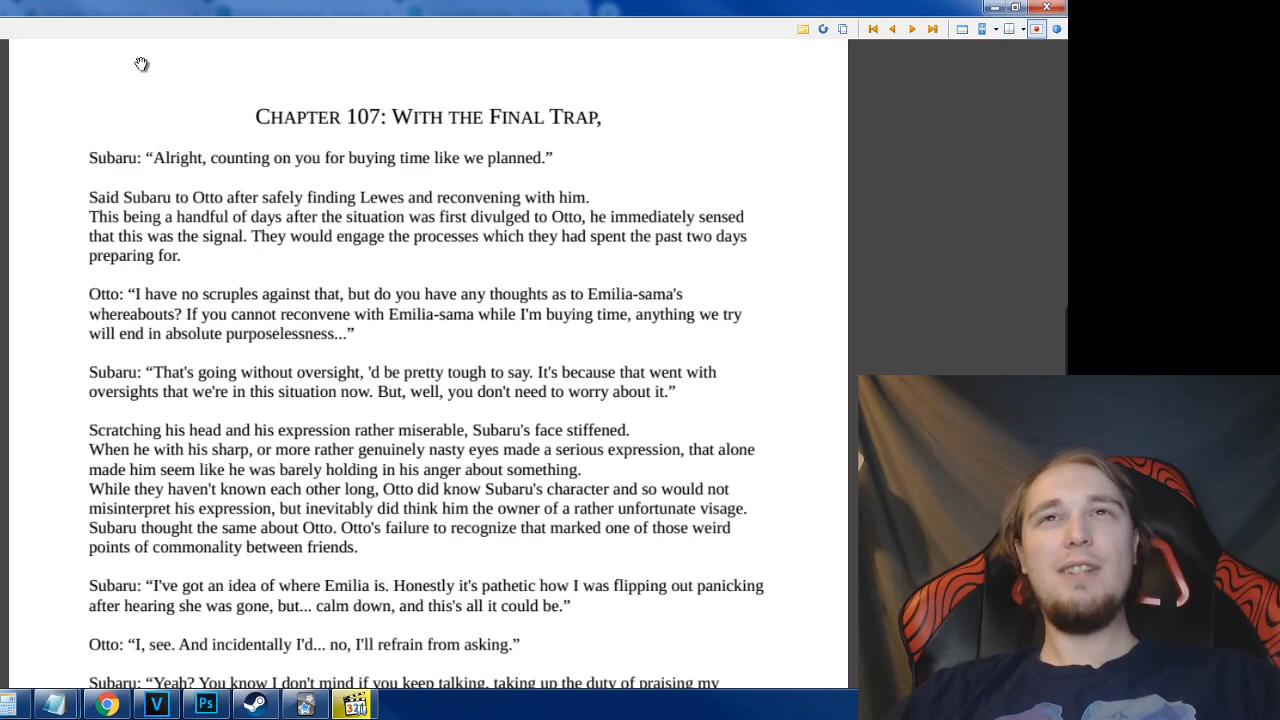 CHAPTER 107: WITH THE FINAL TRAP,
Subaru: “Alright, counting on you for buying time like we planned.”
Said Subaru to Otto after safely finding Lewes and reconvening with him.
This being a handful of days after the situation was first divulged to Otto, he immediately sensed
that this was the signal. They would engage the processes which they had spent the past two days
preparing for.
Otto: “I have no scruples against that, but do you have any thoughts as to Emilia-sama's
whereabouts? If you cannot reconvene with Emilia-sama while I'm buying time, anything we try
will end in absolute purposelessness...”
Subaru: “That's going without oversight, 'd be pretty tough to say. It's because that went with
oversights that we're in this situation now. But, well, you don't need to worry about it.”
Scratching his head and his expression rather miserable, Subaru's face stiffened.
When he with his sharp, or more rather genuinely nasty eyes made a serious expression, that alone
made him seem like he was barely holding in his anger about something.
While they haven't known each other long, Otto did know Subaru's character and so would not
misinterpret his expression, but inevitably did think him the owner of a rather unfortunate visage.
Subaru thought the same about Otto. Otto's failure to recognize that marked one of those weird
points of commonality between friends.
Subaru: “I've got an idea of where Emilia is. Honestly it's pathetic how I was flipping out panicking
after hearing she was gone, but... calm down, and this's all it could be.”
Otto: “I, see. And incidentally I'd... no, I'll refrain from asking.”
Subaru: “Yeah? You know I don't mind if you keep talking, taking up the duty of praising my
V
Ps
321